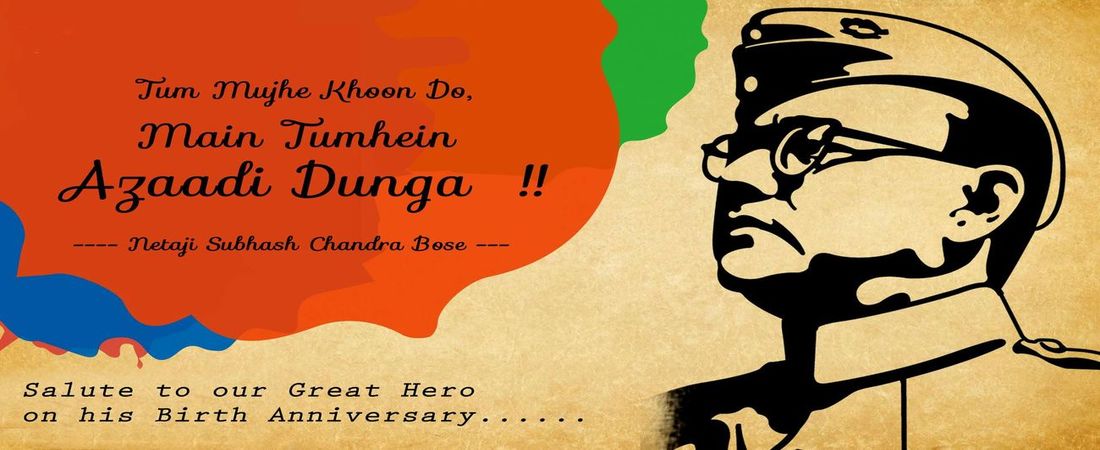 Tum Mujhe Khoon Do,
Main Tumhein
Azaadi Dunga !!
---- Netaji Subhash Chandra Bose ---
Salute to our Great Hero
on his Birth Anniversary......